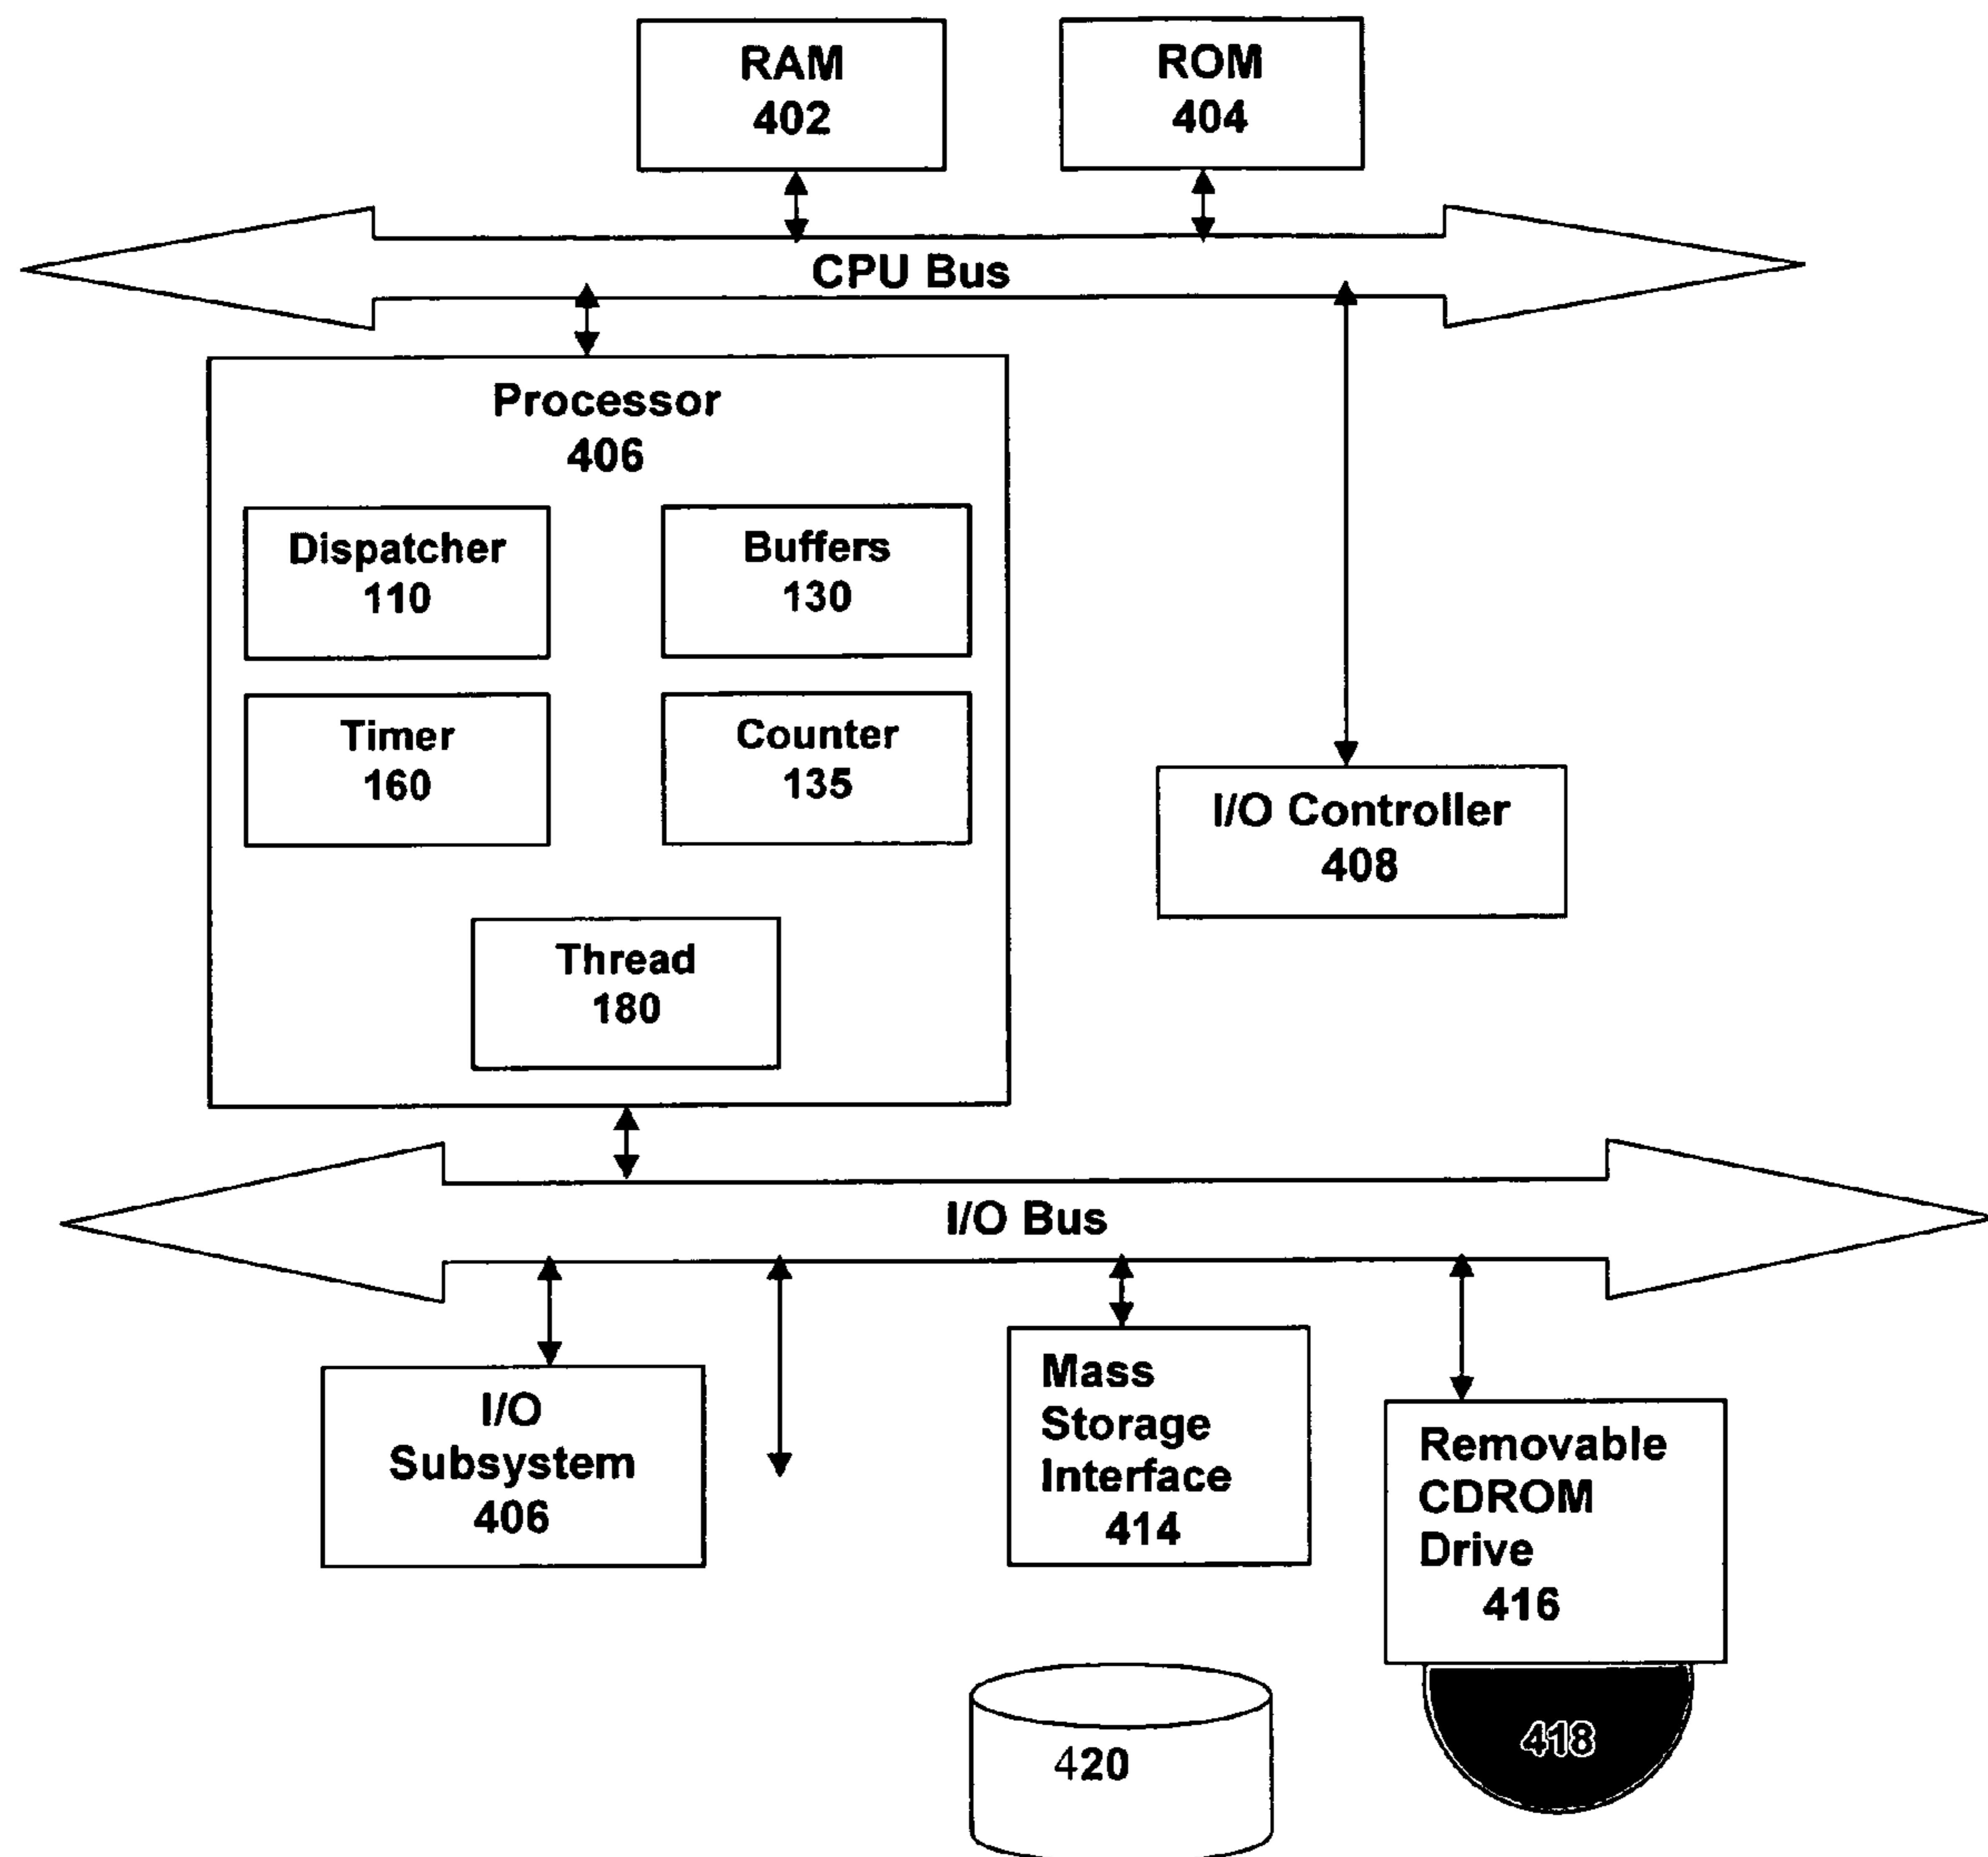 RAM
402
ROM
404
CPU Bus
Processor
406
Dispatcher
110
Buffers
130
Timer
160
Counter
135
Thread
180
I/O Controller
408
I/O Bus
I/O
Subsystem
406
Mass
Storage
Interface
414
Removable
CDROM
Drive
416
418
420